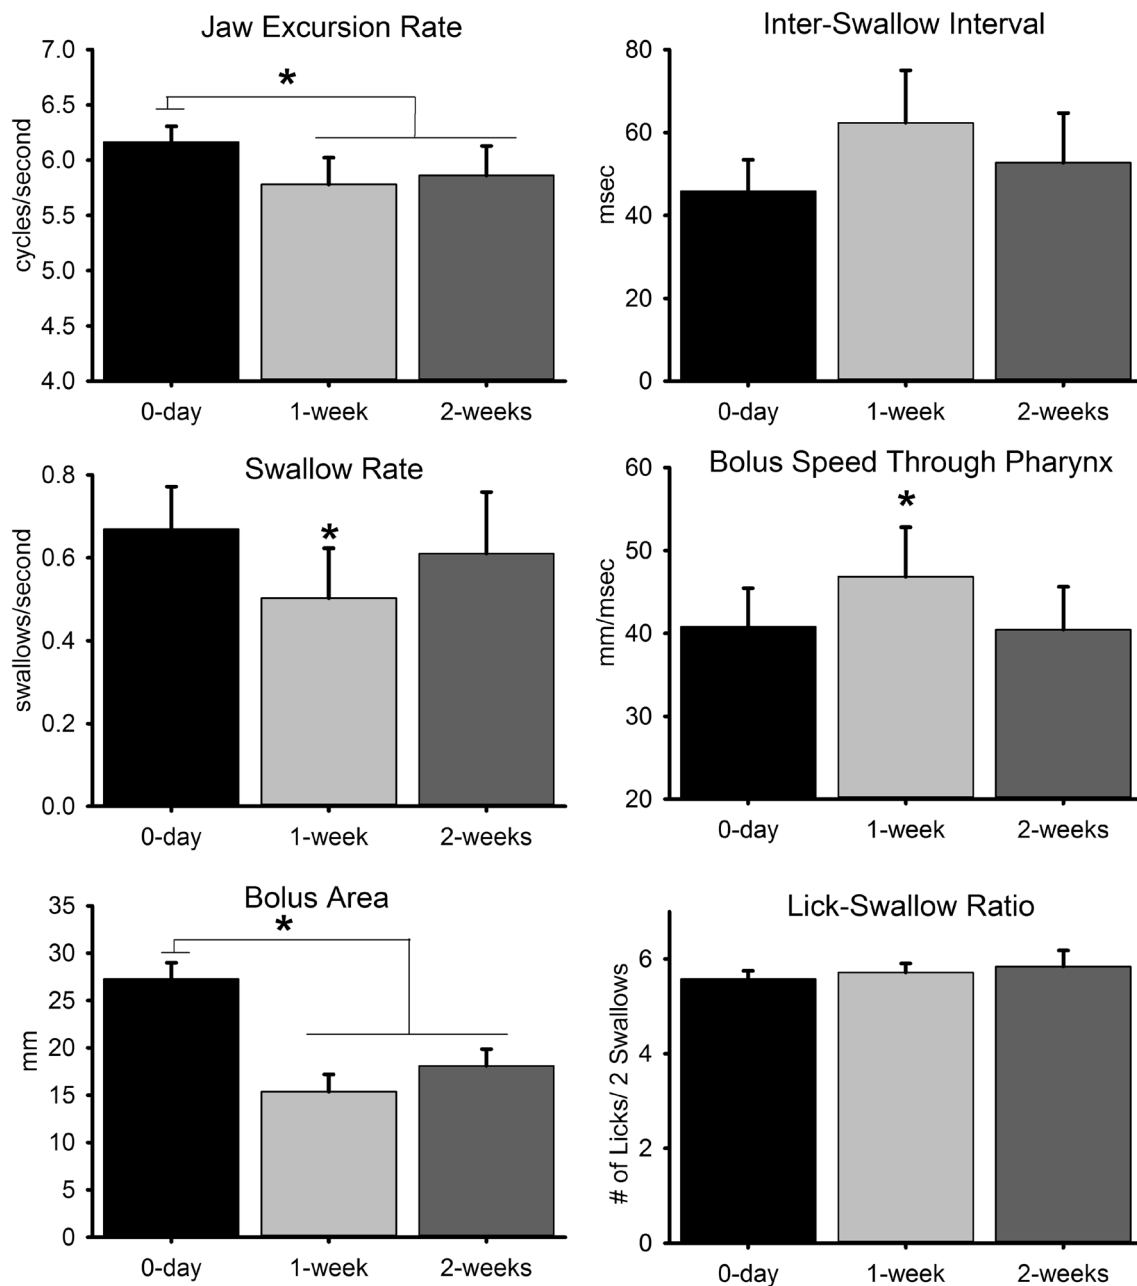 Jaw Excursion Rate
7.0
6.5
6.0
5.5
6.0
4.5
4.0
cycles/second
*
0-day
1-week
2-weeks
Inter-Swallow Interval
80
60
40
20
0
msec
0-day
1-week
2-weeks
Swallow Rate
0.8
0.6
0.4
0.2
0.0
swallows/second
*
0-day
1-week
2-weeks
Bolus Speed Through Pharynx
60
50
40
30
20
mm/msec
*
0-day
1-week
2-weeks
Bolus Area
35
30
25
20
15
10
5
0
mm
*
0-day
1-week
2-weeks
Lick-Swallow Ratio
6
4
2
0
# of Licks/ 2 Swallows
0-day
1-week
2-weeks